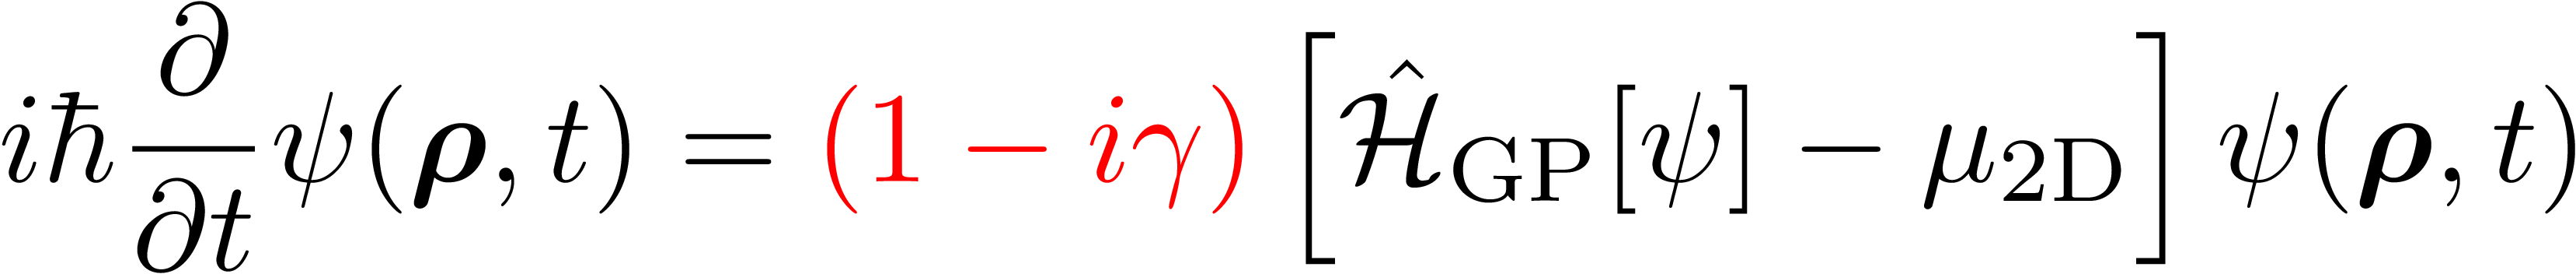 iℏ ∂/∂t ψ(𝝆, t) = (1 − iγ) [𝓗̂_GP[ψ] − μ_2D] ψ(𝝆, t)